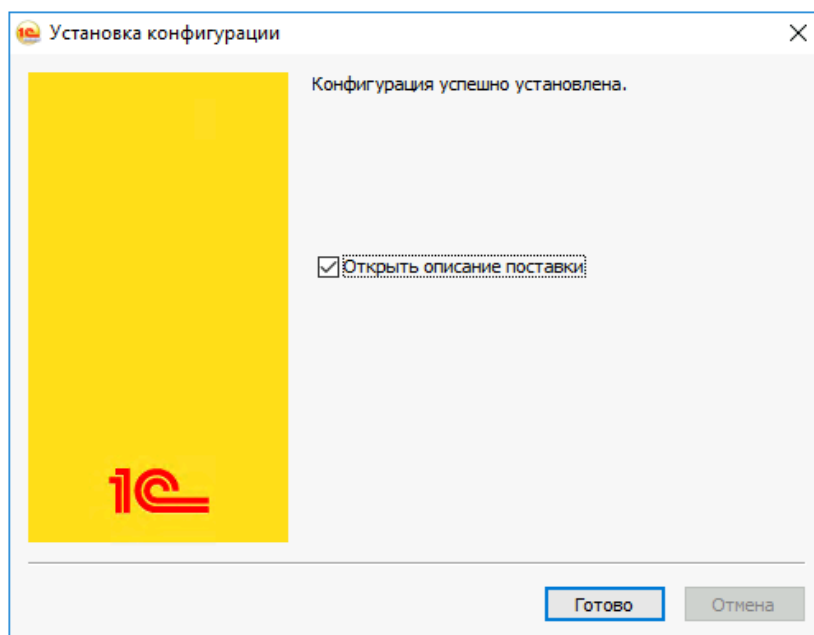 Установка конфигурации
Конфигурация успешно установлена.
Открыть описание поставки
1С
Готово
Отмена